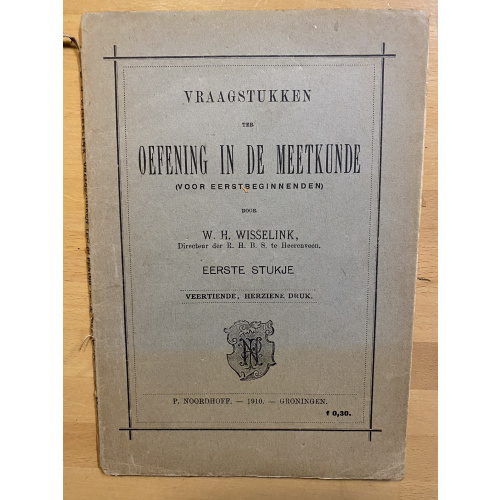 VRAAGSTUKKEN
TER
OEFENING IN DE MEETKUNDE
(VOOR EERSTBEGINNENDEN)
DOOR
W. H. WISSELINK,
Directeur der R. H. B. S. te Heerenveen.
EERSTE STUKJE
VEERTIENDE, HERZIENE DRUK.
P. NOORDHOFF. — 1910. — GRONINGEN.
f 0,30.